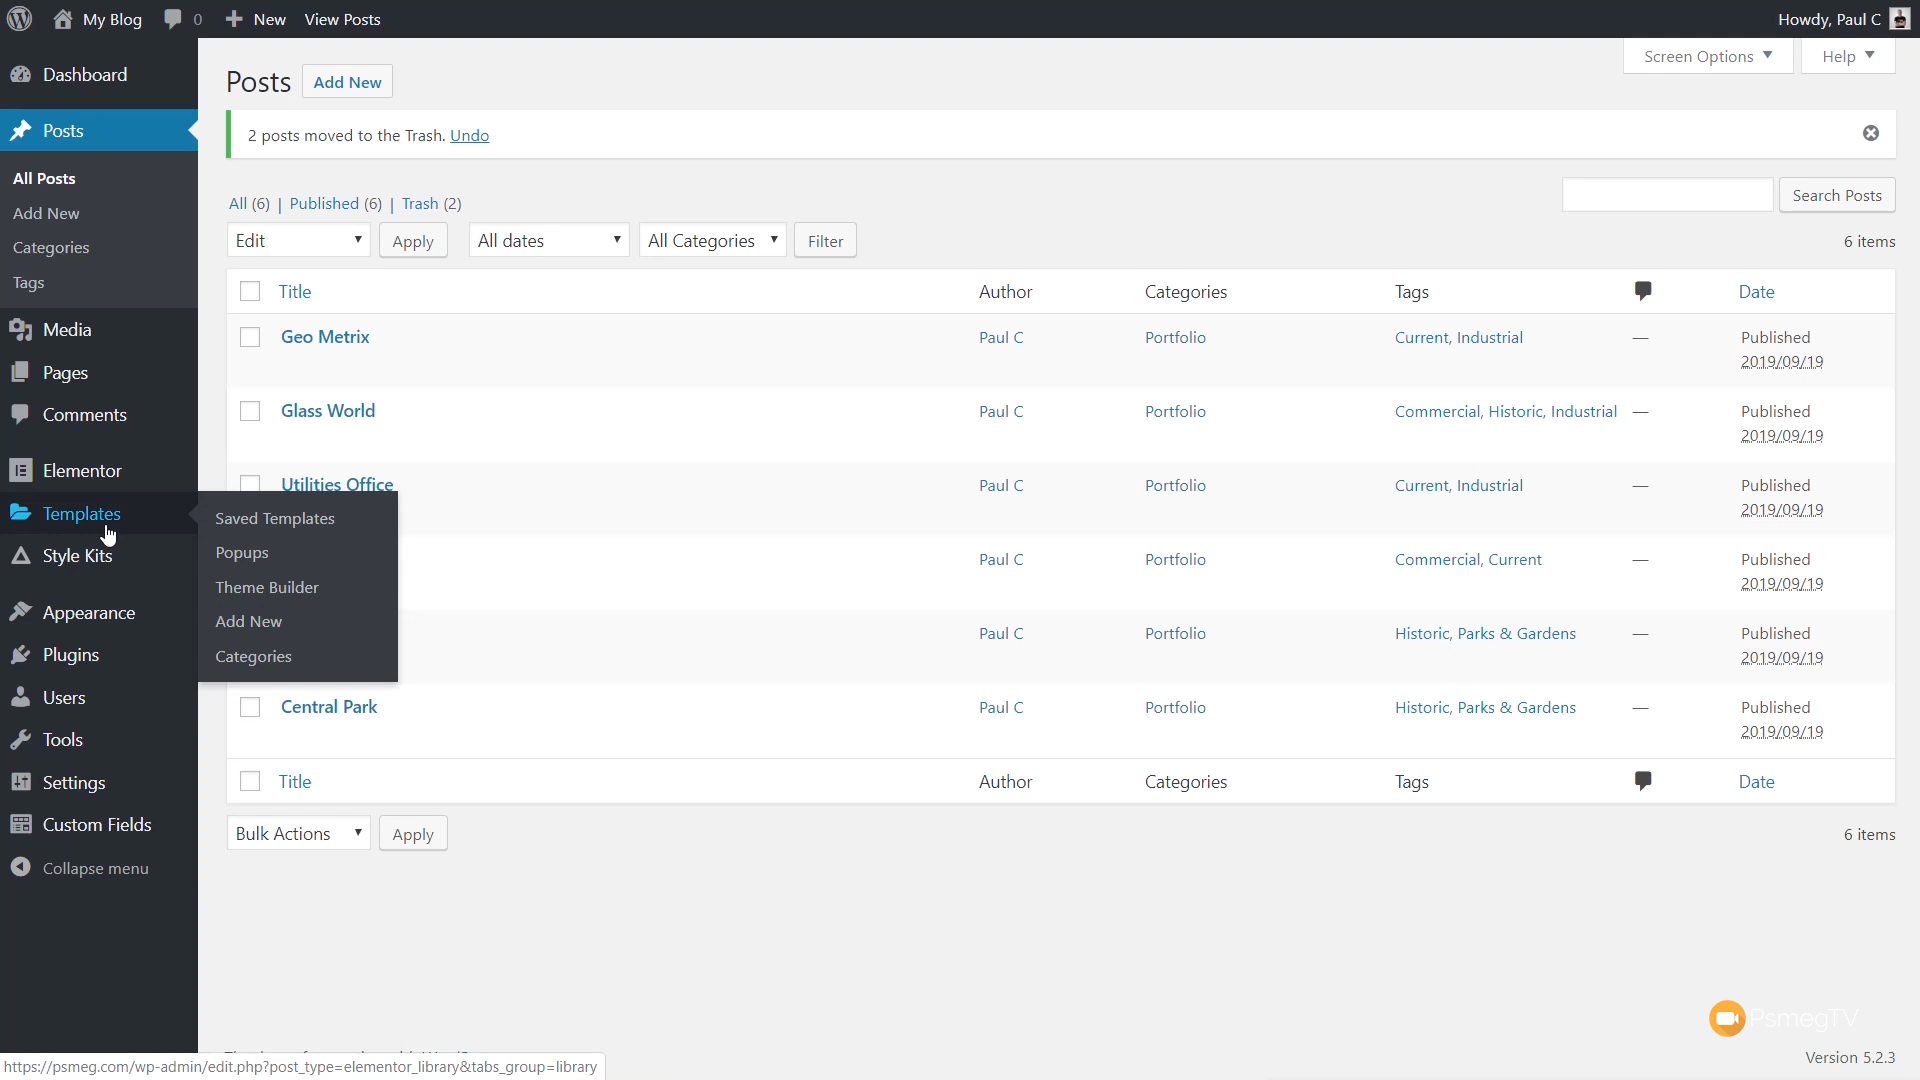 My Blog 0 New View Posts Howdy, Paul C
Screen Options Help
Dashboard
Posts
All Posts
Add New
Categories
Tags
Media
Pages
Comments
Elementor
Templates
Style Kits
Appearance
Plugins
Users
Tools
Settings
Custom Fields
Collapse menu
Saved Templates
Popups
Theme Builder
Add New
Categories
Posts Add New
2 posts moved to the Trash. Undo
All (6) | Published (6) | Trash (2)
Search Posts
Edit Apply All dates All Categories Filter 6 items
Title Author Categories Tags Date
Geo Metrix Paul C Portfolio Current, Industrial — Published
2019/09/19
Glass World Paul C Portfolio Commercial, Historic, Industrial — Published
2019/09/19
Utilities Office Paul C Portfolio Current, Industrial — Published
2019/09/19
Paul C Portfolio Commercial, Current — Published
2019/09/19
Paul C Portfolio Historic, Parks & Gardens — Published
2019/09/19
Central Park Paul C Portfolio Historic, Parks & Gardens — Published
2019/09/19
Title Author Categories Tags Date
Bulk Actions Apply 6 items
PsmegTV
Version 5.2.3
https://psmeg.com/wp-admin/edit.php?post_type=elementor_library&tabs_group=library